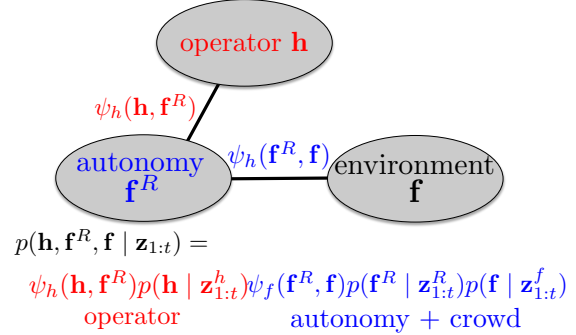 operator h
ψ_h(h, f^R)
autonomy
f^R
ψ_h(f^R, f)
environment
f
p(h, f^R, f | z_{1:t}) =
ψ_h(h, f^R)p(h | z^h_{1:t})ψ_f(f^R, f)p(f^R | z^R_{1:t})p(f | z^f_{1:t})
operator
autonomy + crowd